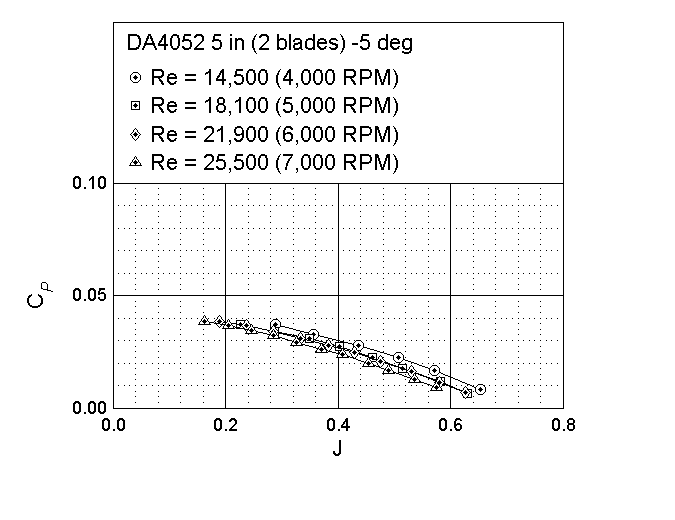 DA4052 5 in (2 blades) -5 deg
Re = 14,500 (4,000 RPM)
Re = 18,100 (5,000 RPM)
Re = 21,900 (6,000 RPM)
Re = 25,500 (7,000 RPM)
0.10
0.05
0.00
CP
0.0 0.2 0.4 0.6 0.8
J